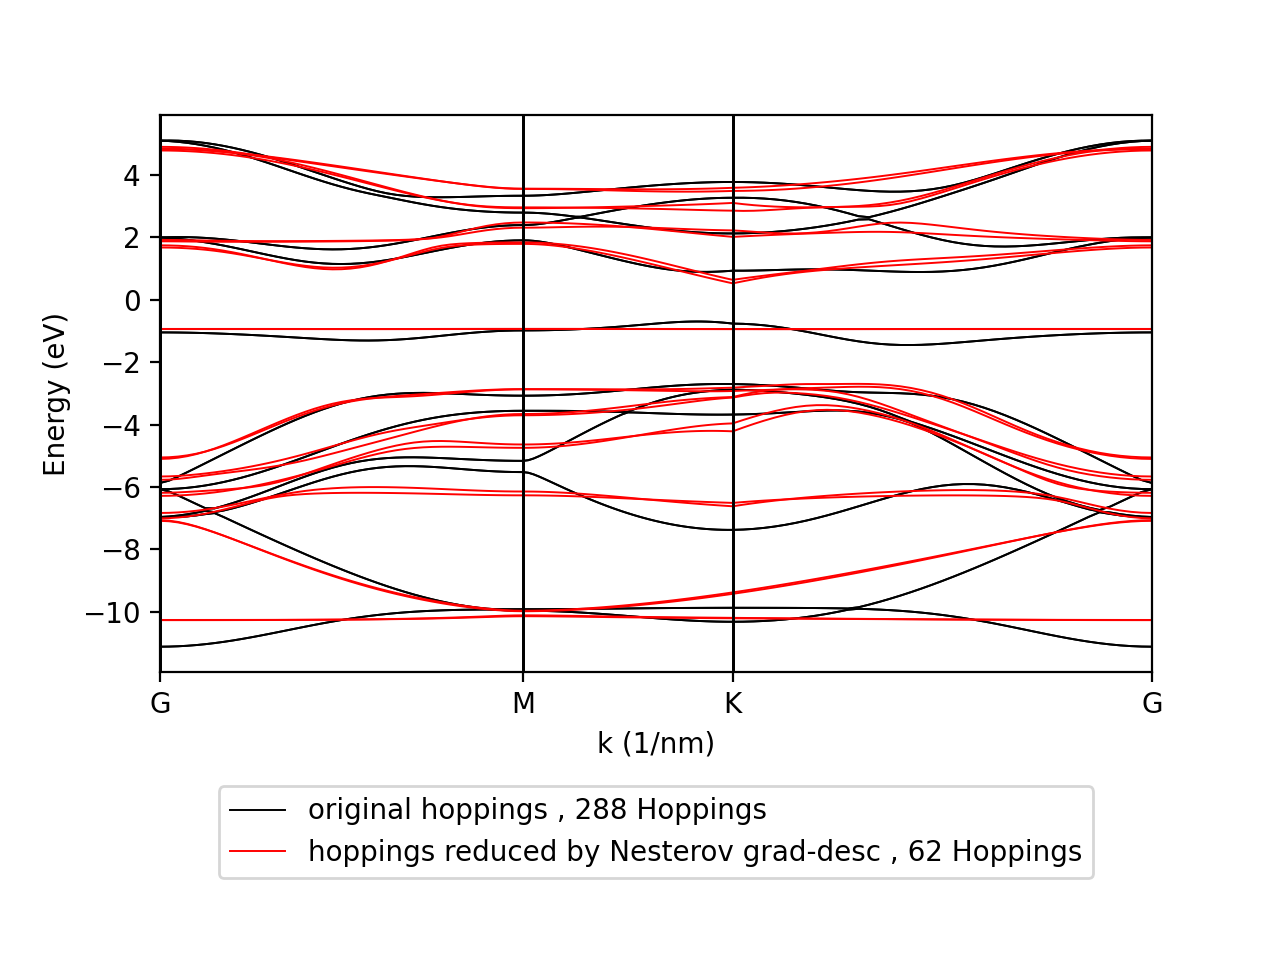 4
2
0
−2
−4
−6
−8
−10
Energy (eV)
G M K G
k (1/nm)
original hoppings , 288 Hoppings
hoppings reduced by Nesterov grad-desc , 62 Hoppings